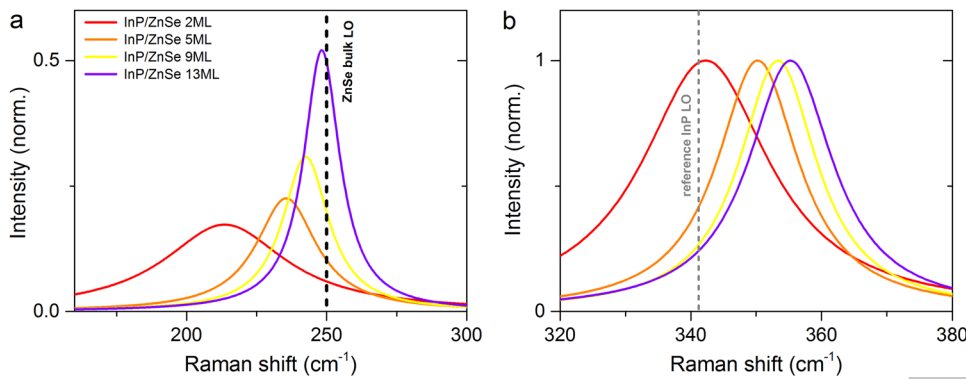 a
InP/ZnSe 2ML
InP/ZnSe 5ML
InP/ZnSe 9ML
InP/ZnSe 13ML
ZnSe bulk LO
0.5
0.0
Intensity (norm.)
200
250
300
Raman shift (cm⁻¹)
b
reference InP LO
1
0
Intensity (norm.)
320
340
360
380
Raman shift (cm⁻¹)